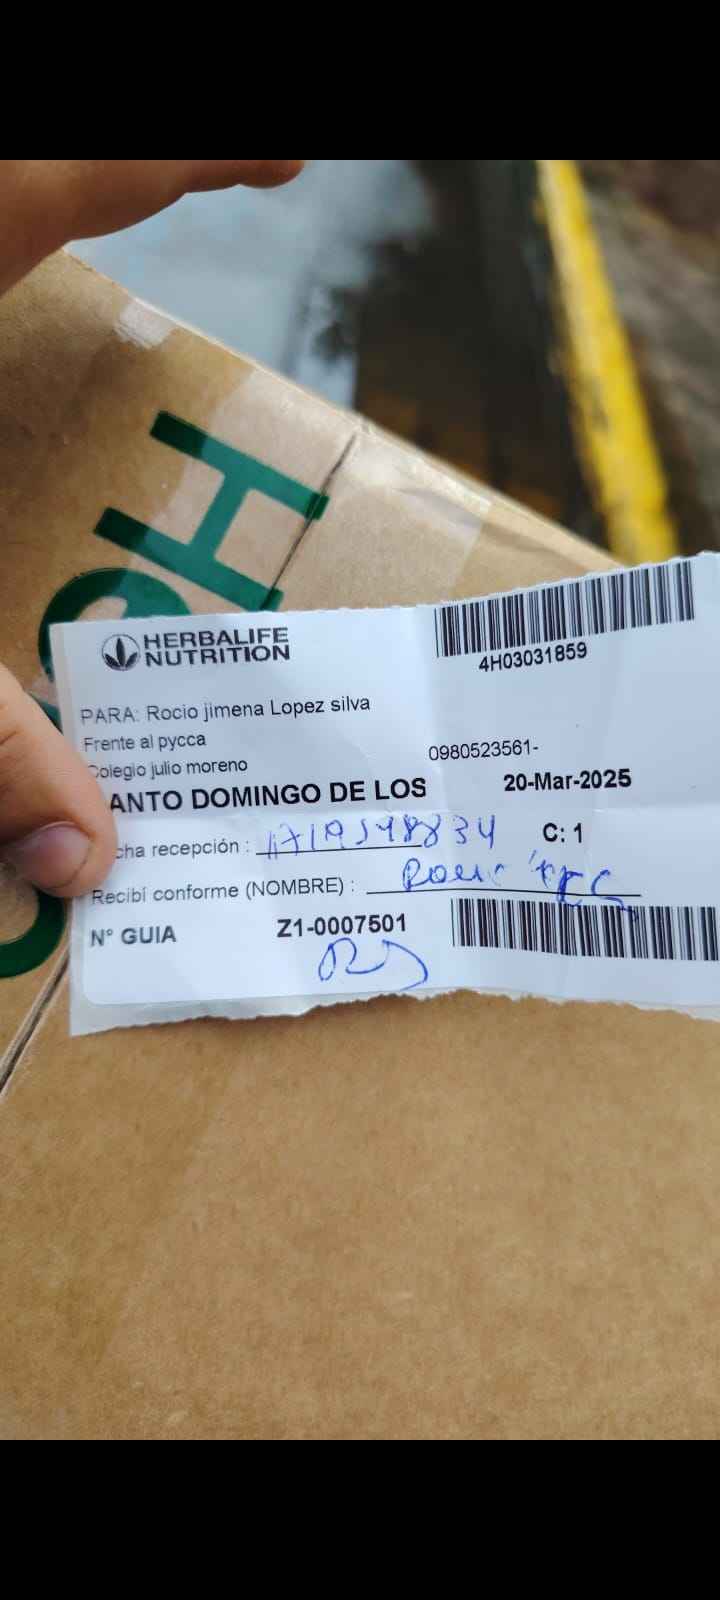 H
HERBALIFE
NUTRITION
4H03031859
PARA: Rocio jimena Lopez silva
Frente al pycca
Colegio julio moreno
0980523561-
ANTO DOMINGO DE LOS
20-Mar-2025
cha recepción :
C: 1
Recibí conforme (NOMBRE) :
N° GUIA
Z1-0007501